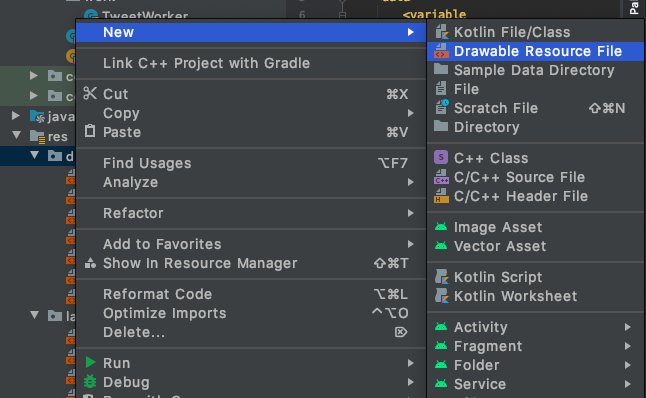 TweetWorker
6
<variable
Pa
New
Link C++ Project with Gradle
Cut ⌘X
Copy
Paste ⌘V
Find Usages ⌥F7
Analyze
Refactor
Add to Favorites
Show In Resource Manager ⇧⌘T
Reformat Code ⌥⌘L
Optimize Imports ^⌥O
Delete... ⌦
Run
Debug
Kotlin File/Class
Drawable Resource File
Sample Data Directory
File
Scratch File ⇧⌘N
Directory
C++ Class
C/C++ Source File
C/C++ Header File
Image Asset
Vector Asset
Kotlin Script
Kotlin Worksheet
Activity
Fragment
Folder
Service
c
c
java
res
d
la